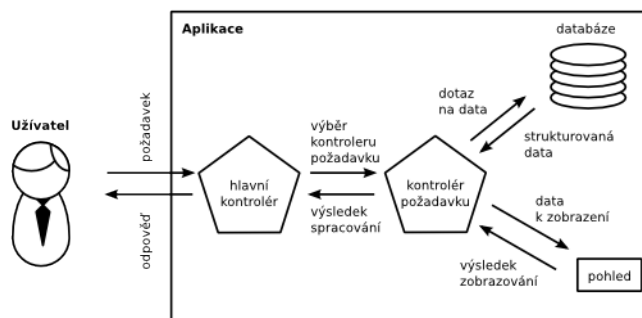 Aplikace
databáze
Uživatel
požadavek
odpověď
hlavní
kontrolér
výběr
kontroleru
požadavku
výsledek
spracování
kontrolér
požadavku
dotaz
na data
strukturovaná
data
data
k zobrazení
výsledek
zobrazování
pohled